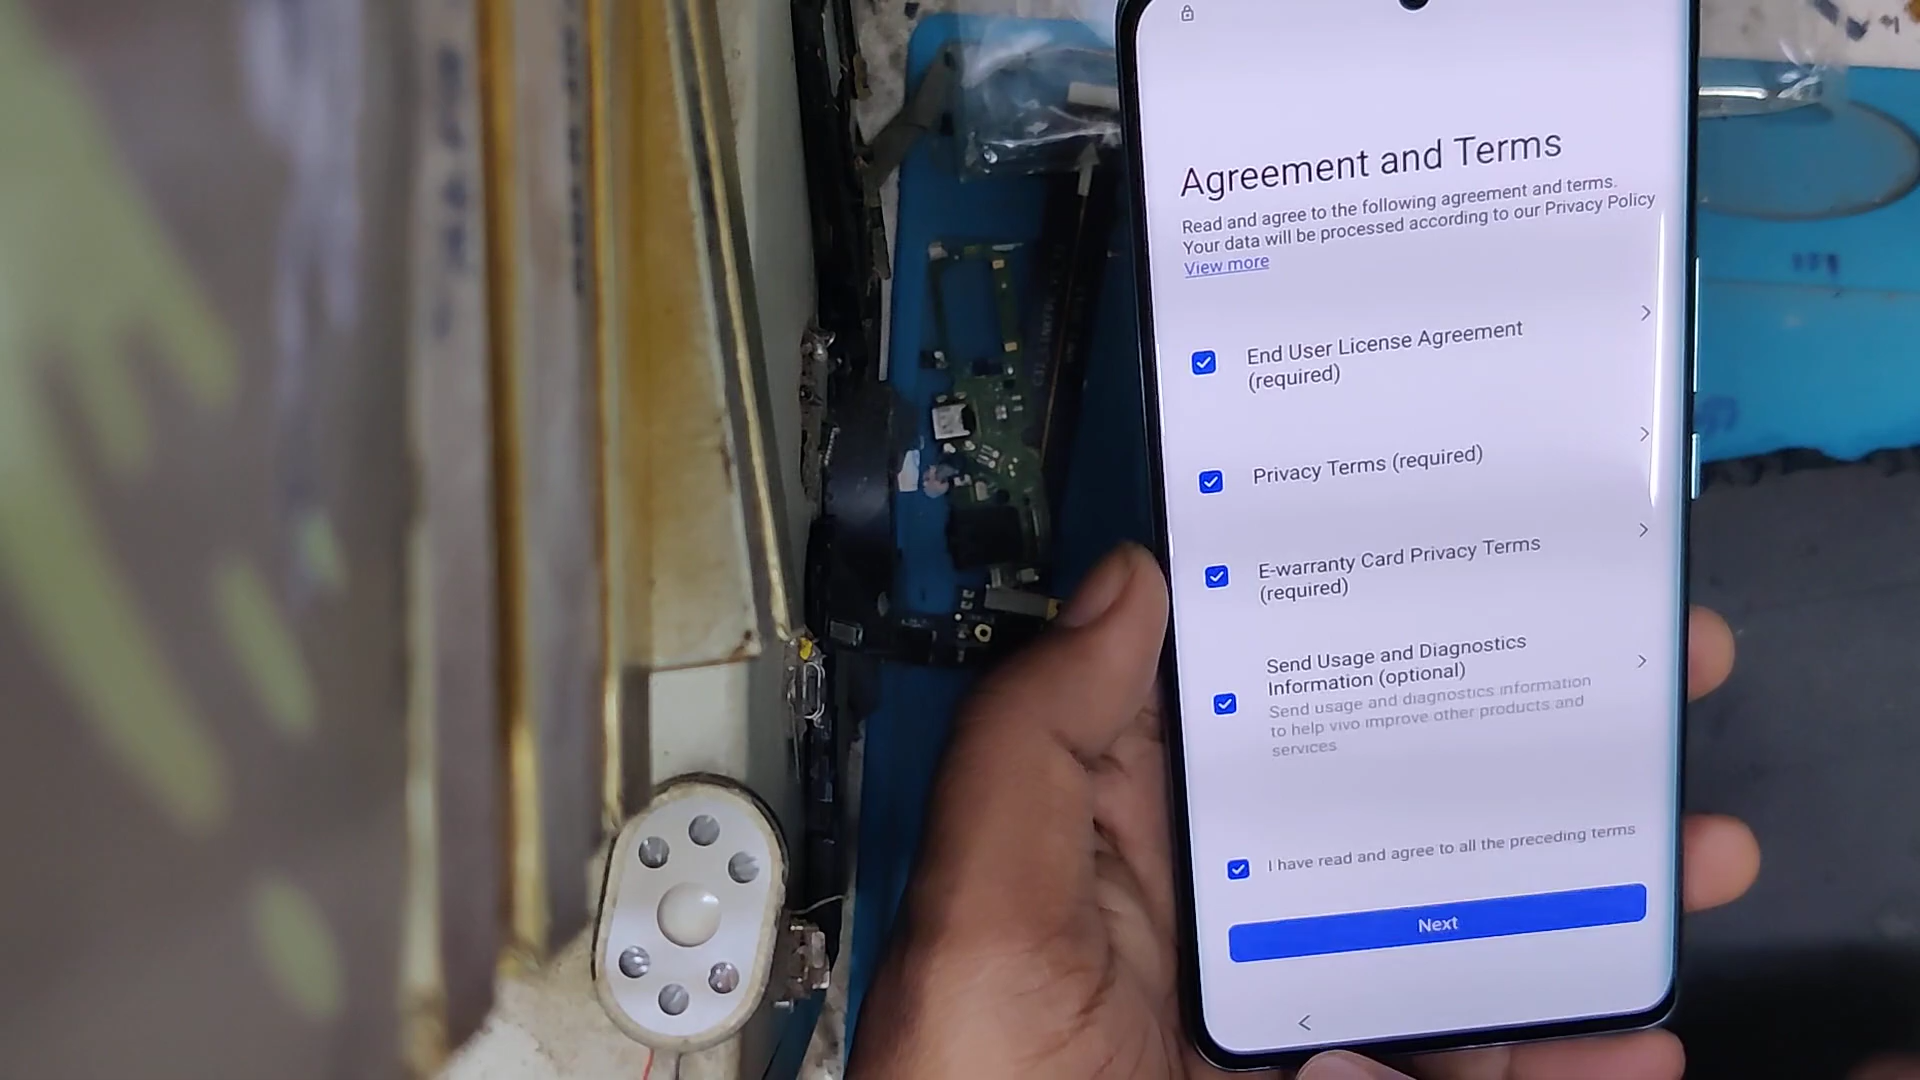 Agreement and Terms
Read and agree to the following agreement and terms.
Your data will be processed according to our Privacy Policy
View more
End User License Agreement
(required)
Privacy Terms (required)
E-warranty Card Privacy Terms
(required)
Send Usage and Diagnostics
Information (optional)
Send usage and diagnostics information
to help vivo improve other products and
services
I have read and agree to all the preceding terms
Next